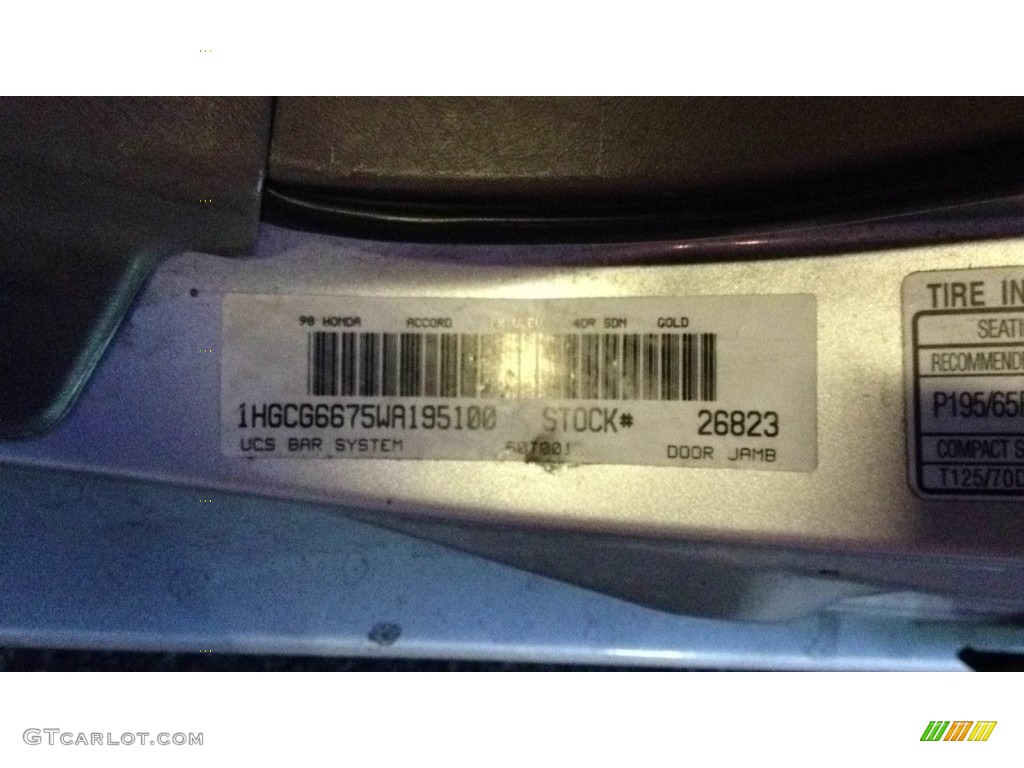 98 HONDA ACCORD 4DR SDN GOLD
1HGCG6675WA195100 STOCK# 26823
UCS BAR SYSTEM DOOR JAMB
TIRE IN
SEATI
RECOMMEND
P195/65
COMPACT S
T125/70D
GTCARLOT.COM